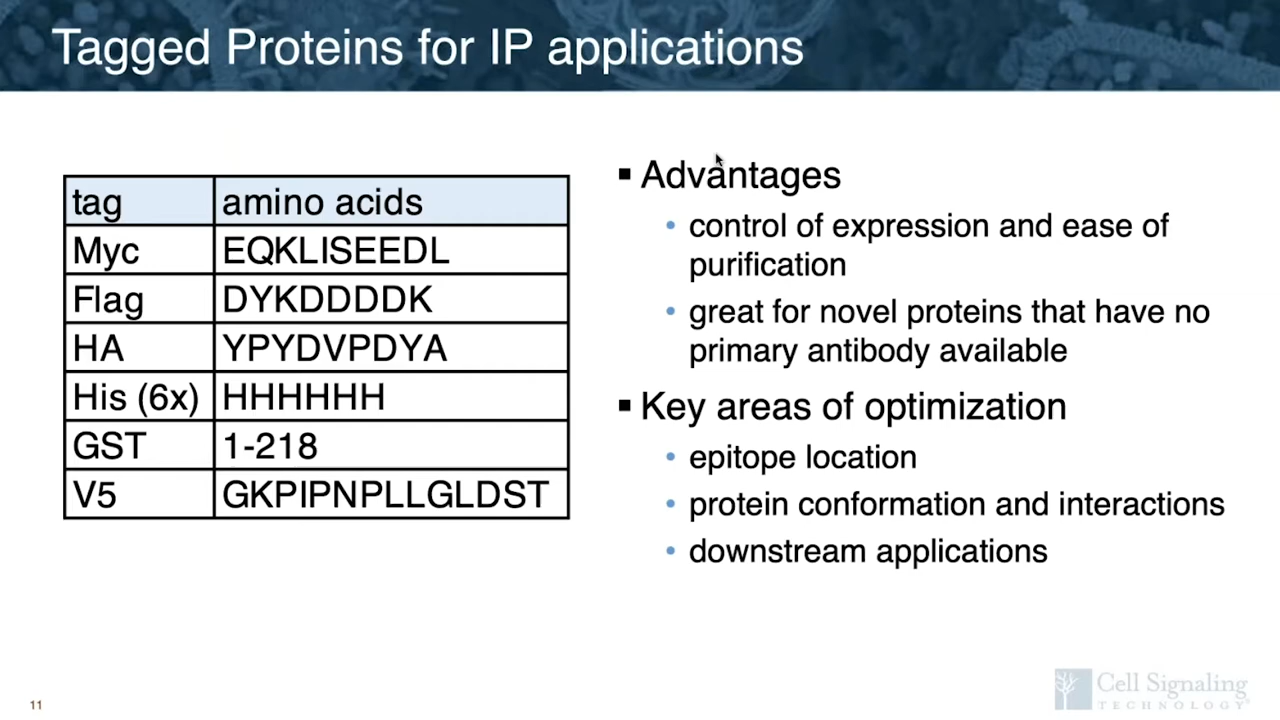 Tagged Proteins for IP applications
tag amino acids
Myc EQKLISEEDL
Flag DYKDDDDK
HA YPYDVPDYA
His (6x) HHHHHH
GST 1-218
V5 GKPIPNPLLGLDST
▪ Advantages
• control of expression and ease of
purification
• great for novel proteins that have no
primary antibody available
▪ Key areas of optimization
• epitope location
• protein conformation and interactions
• downstream applications
11
Cell Signaling
TECHNOLOGY®